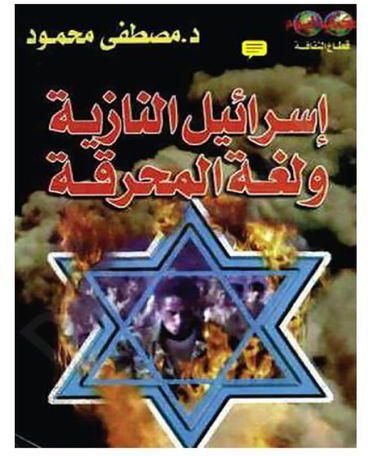 د. مصطفى محمود
قطاع الثقافة
إسرائيل النازية
ولغة المحرقة